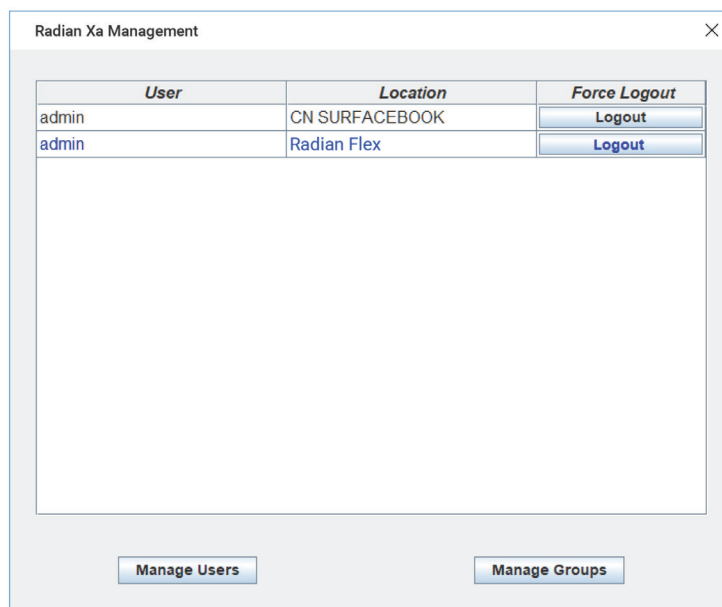 Radian Xa Management
User Location Force Logout
admin CN SURFACEBOOK Logout
admin Radian Flex Logout
Manage Users Manage Groups